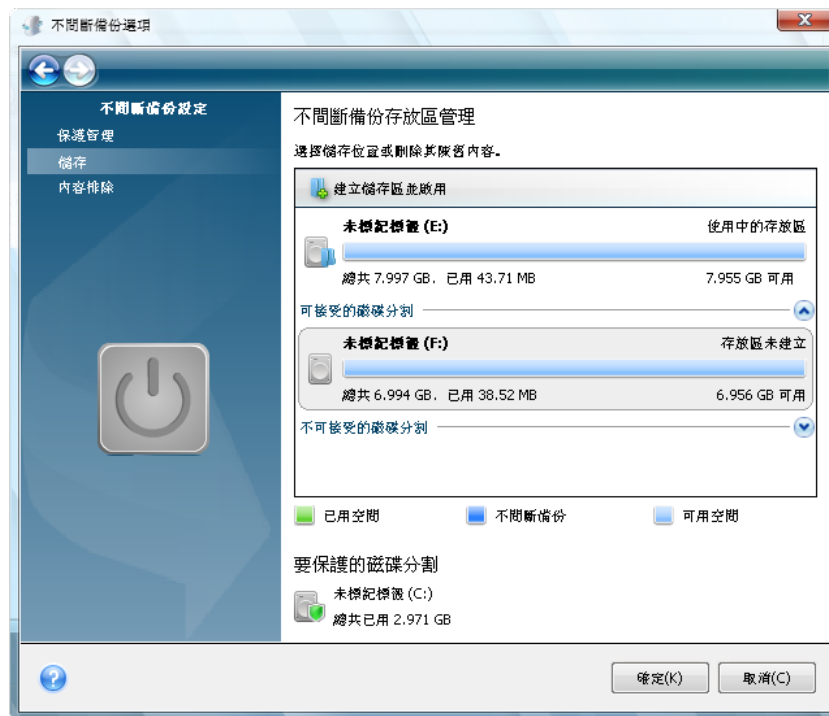 不間斷備份選項
不間斷備份設定
保護管理
儲存
內容排除
不間斷備份存放區管理
選擇儲存位置或刪除其陳舊內容。
建立儲存區並啟用
未標記標籤 (E:) 使用中的存放區
總共 7.997 GB. 已用 43.71 MB 7.955 GB 可用
可接受的磁碟分割
未標記標籤 (F:) 存放區未建立
總共 6.994 GB. 已用 38.52 MB 6.956 GB 可用
不可接受的磁碟分割
已用空間 不間斷備份 可用空間
要保護的磁碟分割
未標記標籤 (C:)
總共已用 2.971 GB
確定(K) 取消(C)